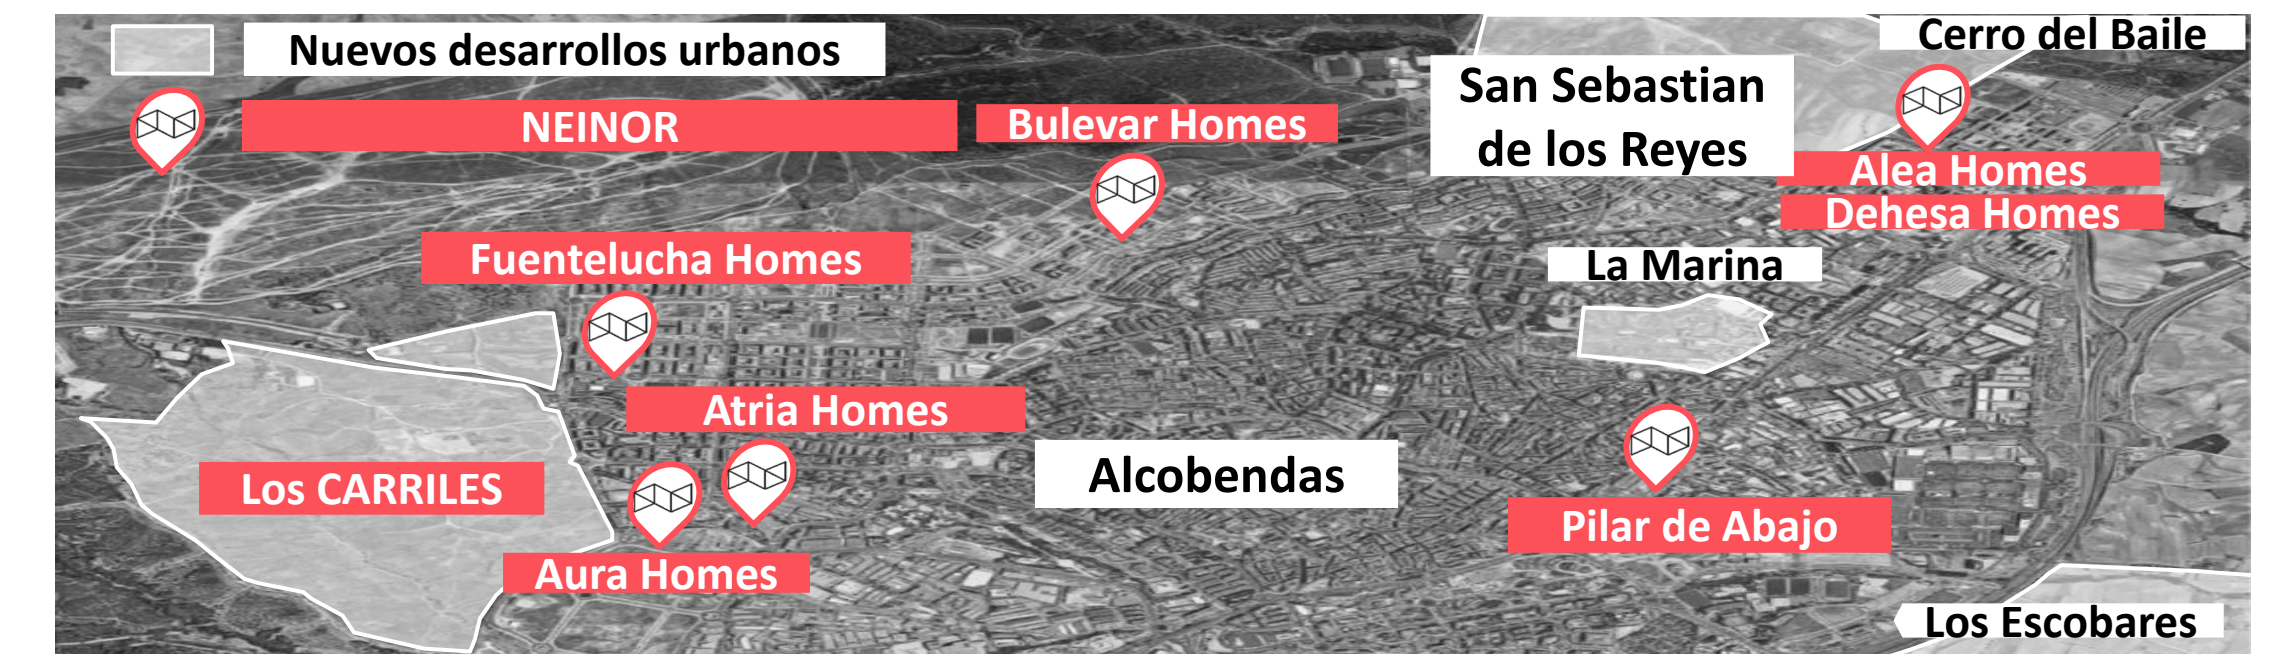 Nuevos desarrollos urbanos
Cerro del Baile
San Sebastian
de los Reyes
NEINOR
Bulevar Homes
Alea Homes
Dehesa Homes
Fuentelucha Homes
La Marina
Atria Homes
Alcobendas
Los CARRILES
Pilar de Abajo
Aura Homes
Los Escobares